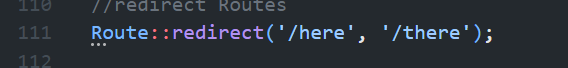 110 //redirect Routes
111 Route::redirect('/here', '/there');
112